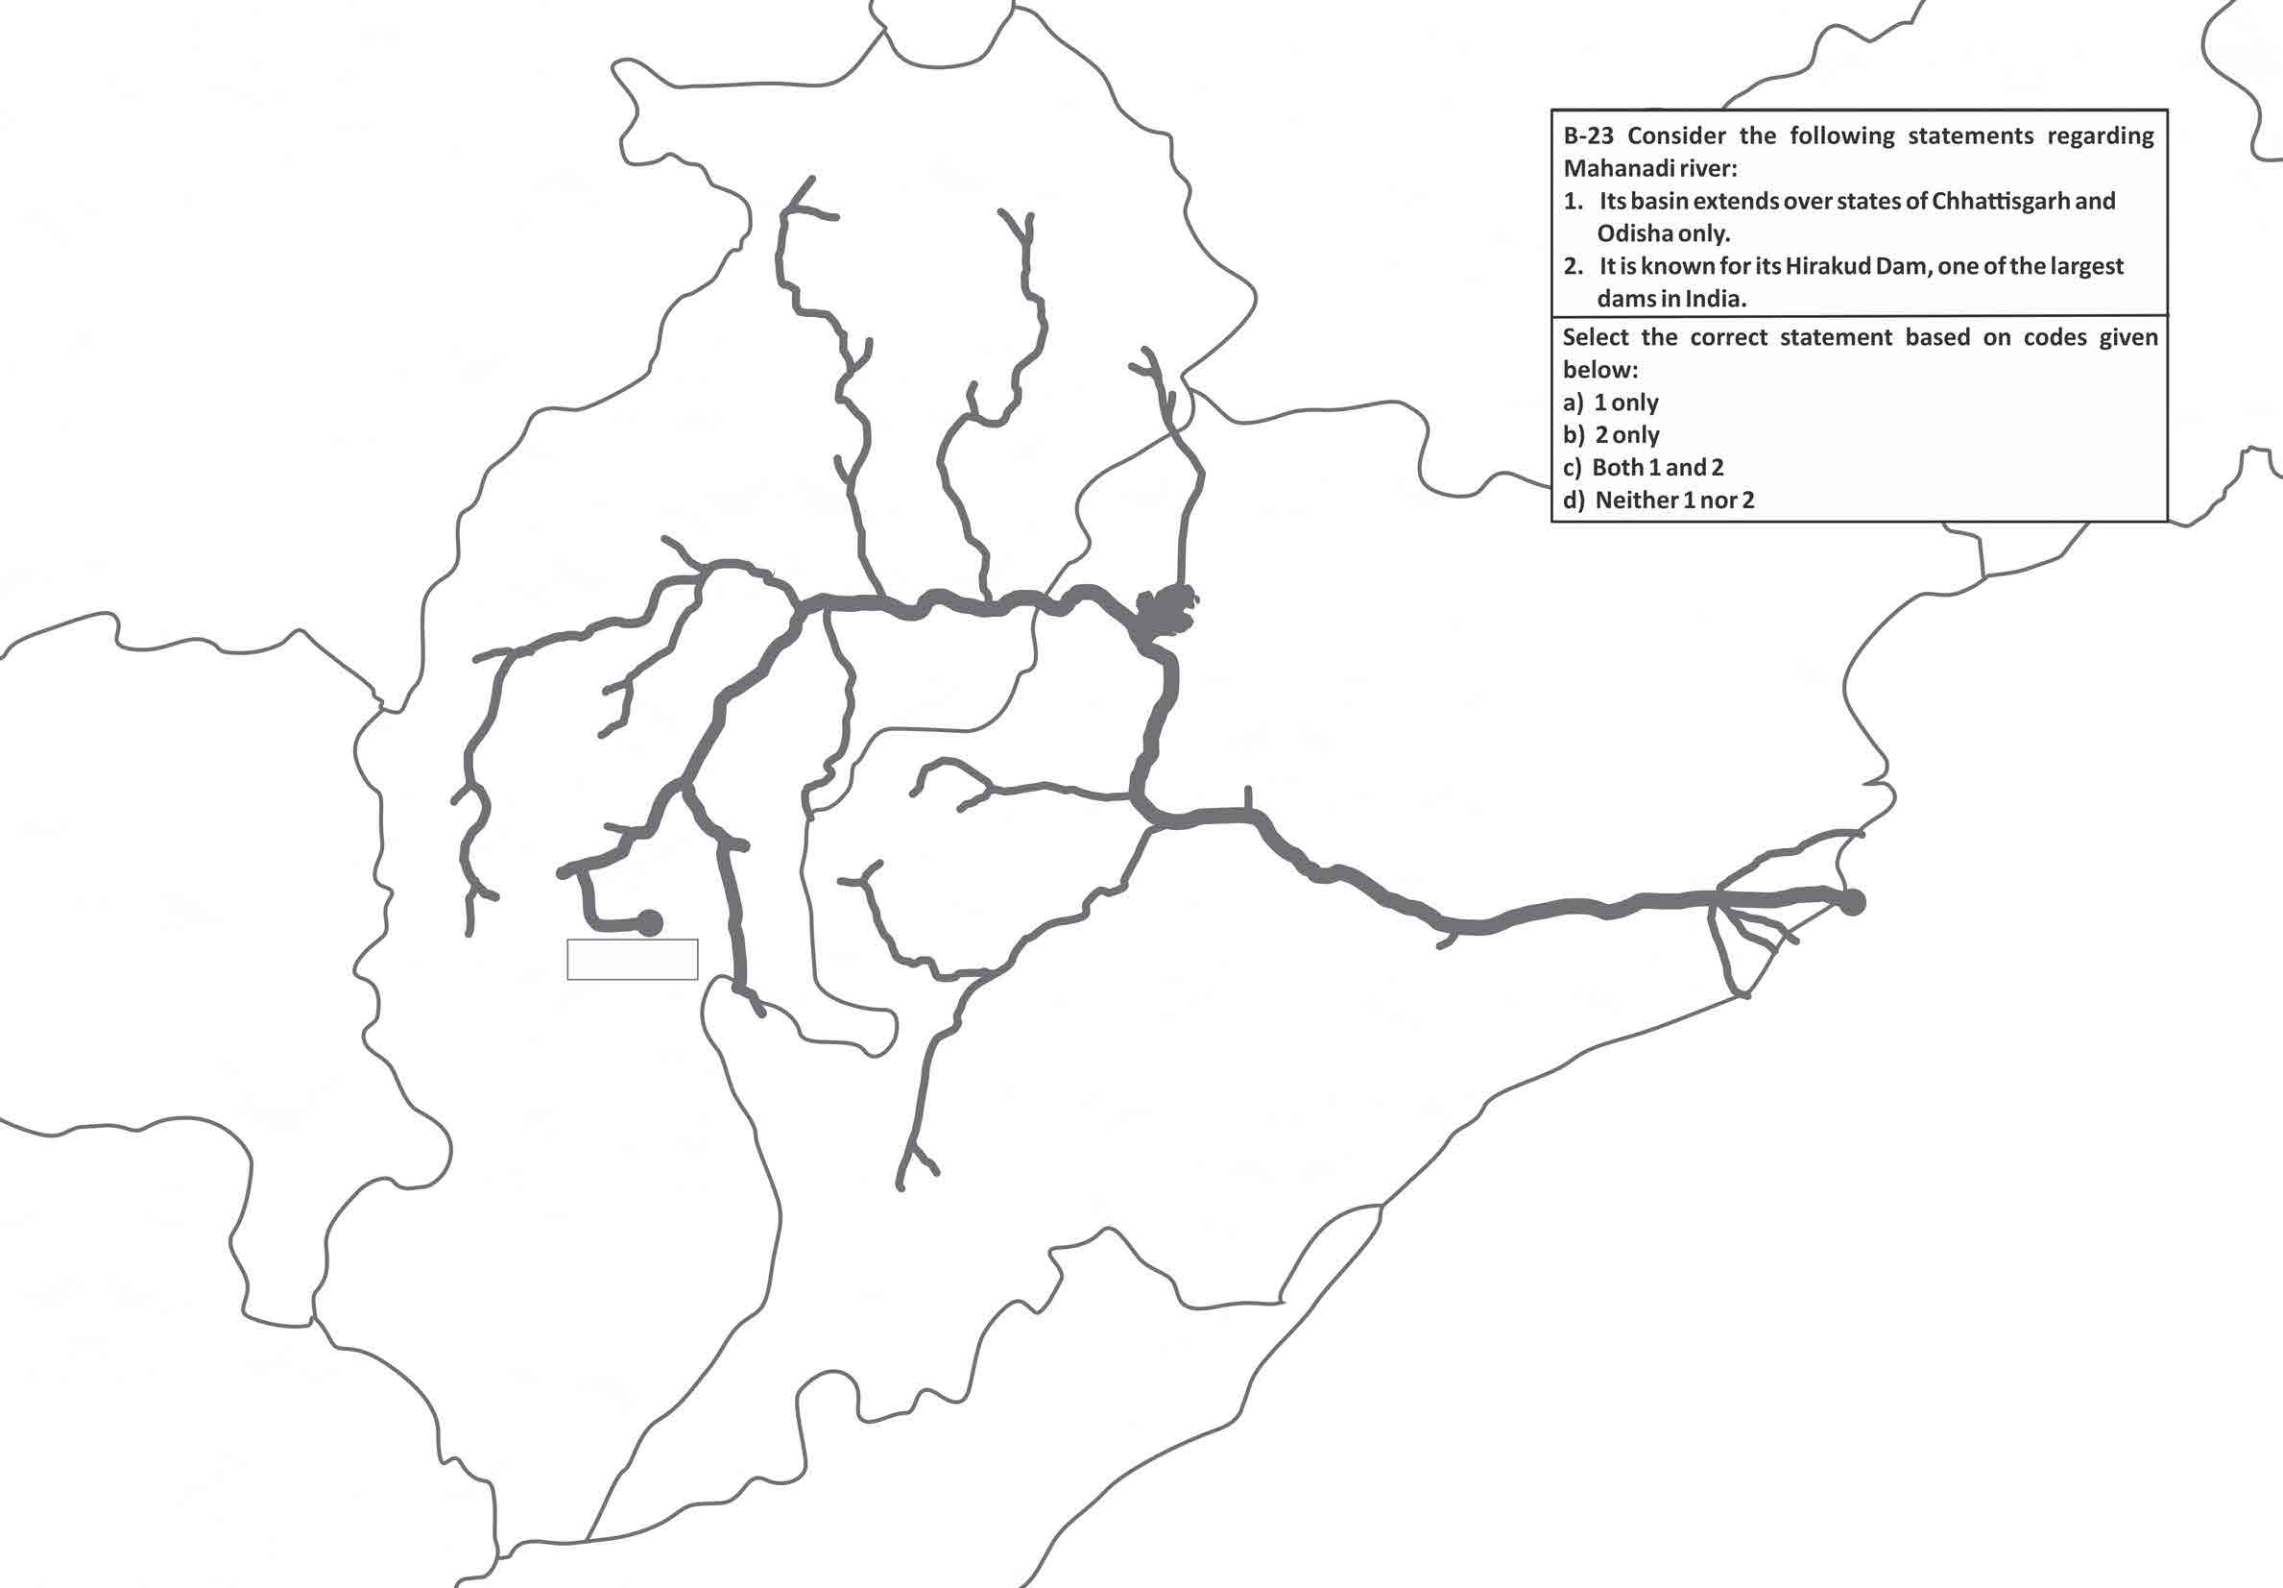 B-23 Consider the following statements regarding
Mahanadi river:
1. Its basin extends over states of Chhattisgarh and
Odisha only.
2. It is known for its Hirakud Dam, one of the largest
dams in India.
Select the correct statement based on codes given
below:
a) 1 only
b) 2 only
c) Both 1 and 2
d) Neither 1 nor 2